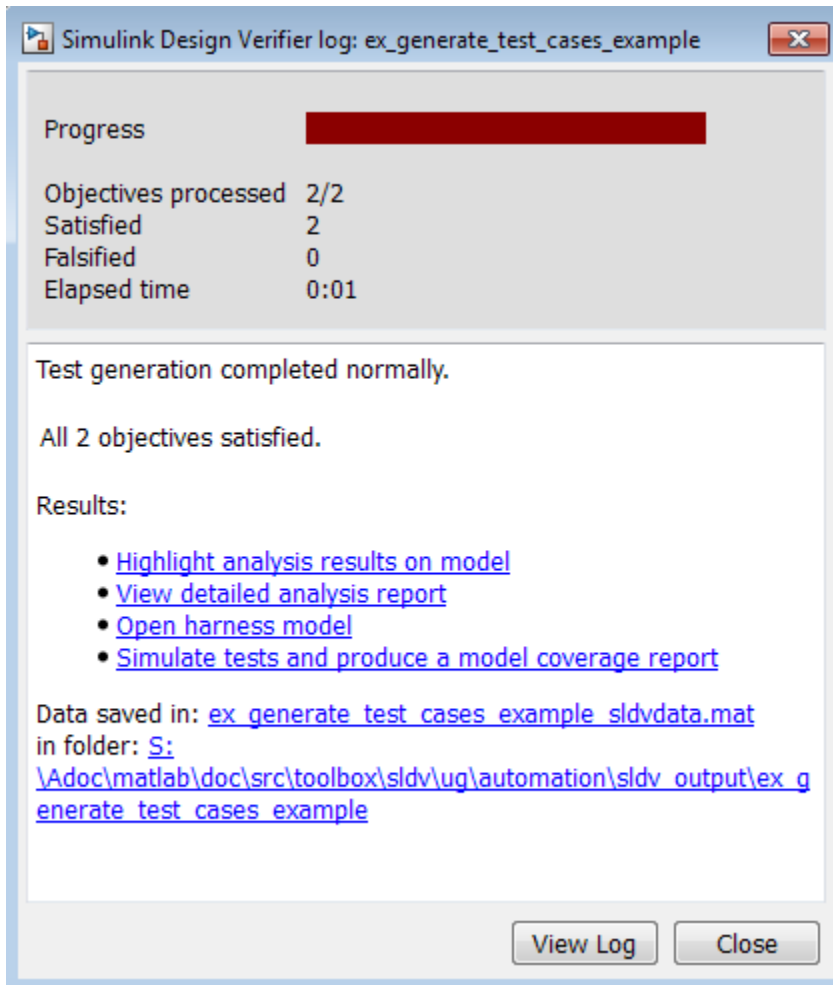 Simulink Design Verifier log: ex_generate_test_cases_example
Progress
Objectives processed 2/2
Satisfied 2
Falsified 0
Elapsed time 0:01
Test generation completed normally.
All 2 objectives satisfied.
Results:
• Highlight analysis results on model
• View detailed analysis report
• Open harness model
• Simulate tests and produce a model coverage report
Data saved in: ex_generate_test_cases_example_sldvdata.mat
in folder: S:
\Adoc\matlab\doc\src\toolbox\sldv\ug\automation\sldv_output\ex_g
enerate_test_cases_example
View Log Close